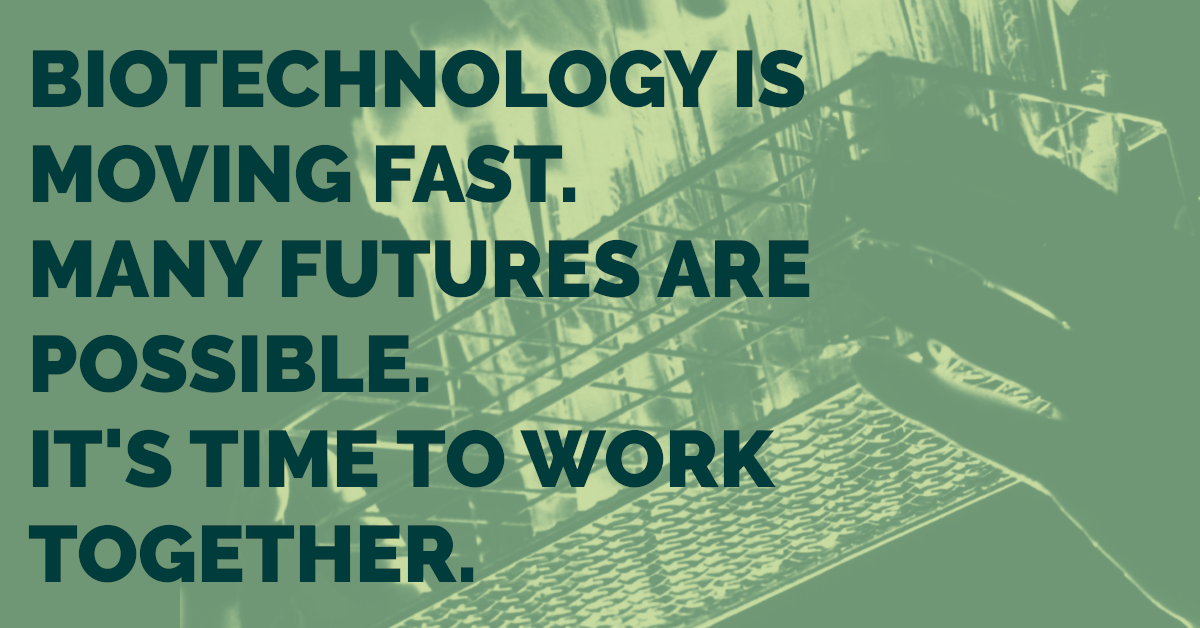 BIOTECHNOLOGY IS
MOVING FAST.
MANY FUTURES ARE
POSSIBLE.
IT'S TIME TO WORK
TOGETHER.